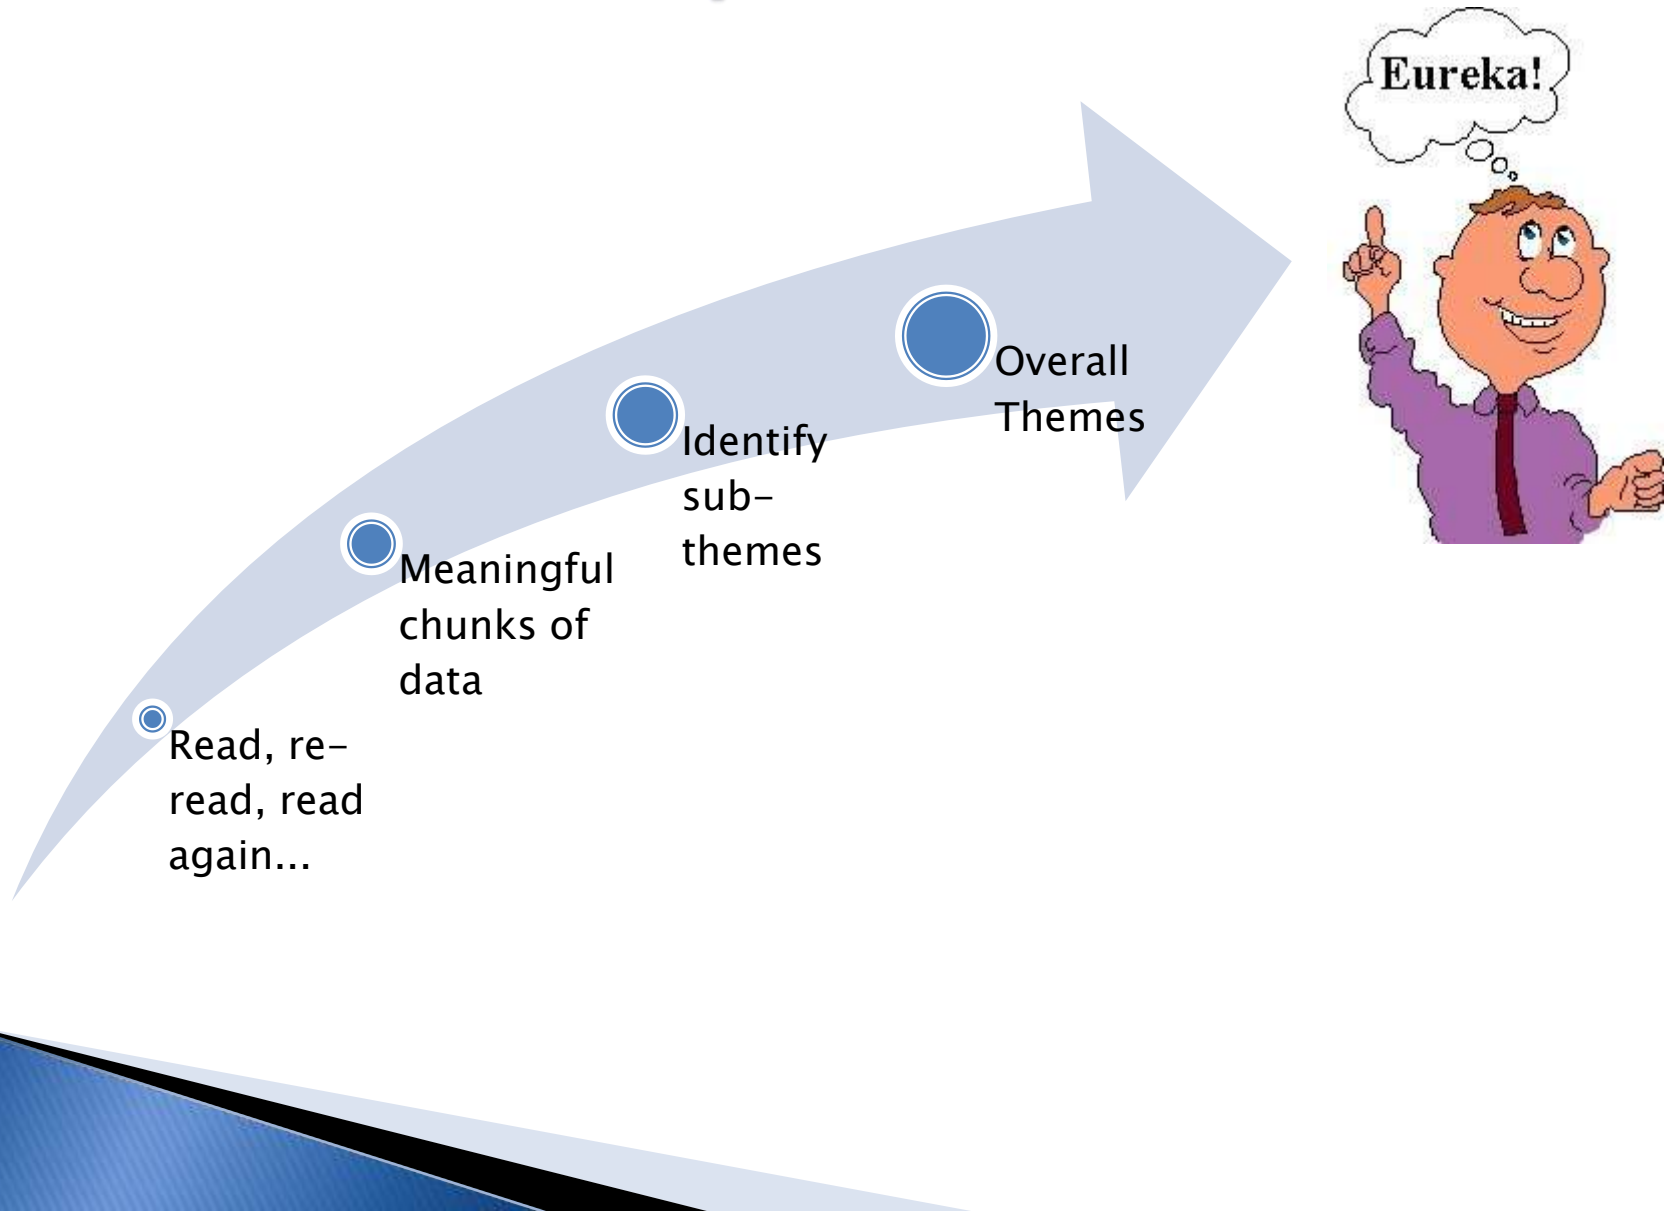 Eureka!
Overall
Themes
Identify
sub-
themes
Meaningful
chunks of
data
Read, re-
read, read
again...